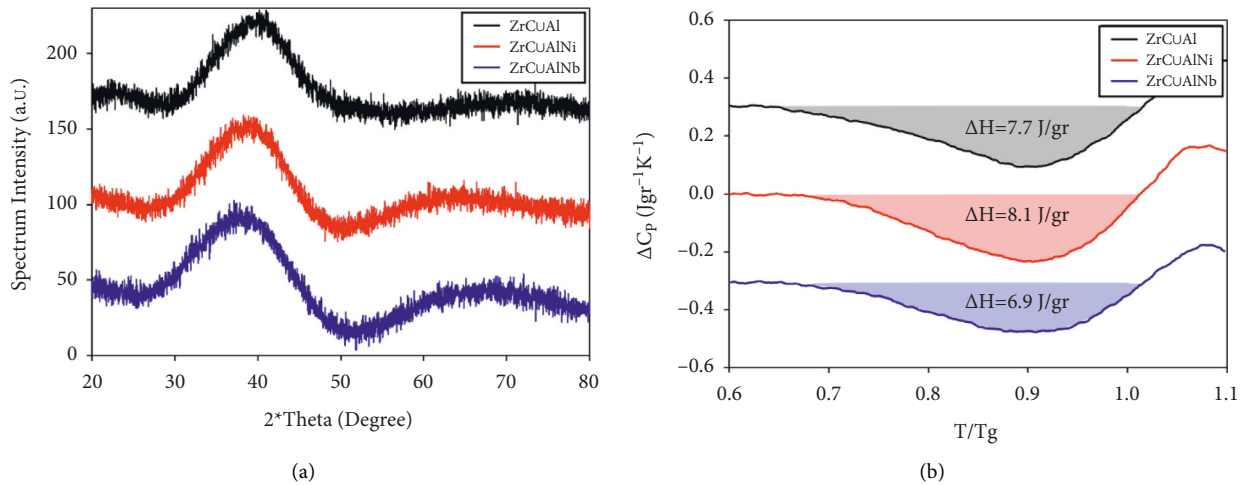 ZrCuAl
ZrCuAlNi
ZrCuAlNb
200
150
100
50
0
Spectrum Intensity (a.U.)
20
30
40
50
60
70
80
2*Theta (Degree)
(a)
ZrCuAl
ZrCuAlNi
ZrCuAlNb
0.6
0.4
0.2
0.0
−0.2
−0.4
−0.6
ΔCp (Jgr⁻¹K⁻¹)
ΔH=7.7 J/gr
ΔH=8.1 J/gr
ΔH=6.9 J/gr
0.6
0.7
0.8
0.9
1.0
1.1
T/Tg
(b)